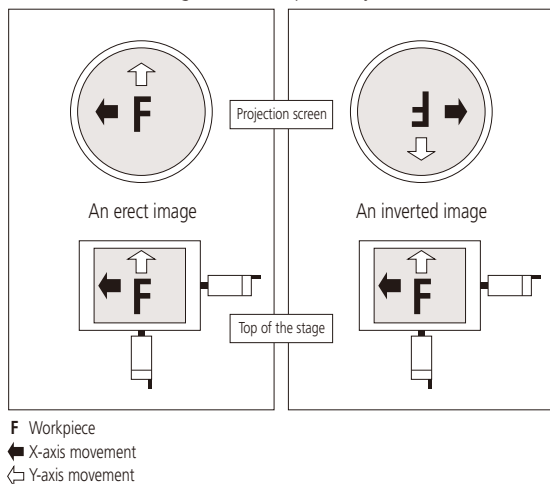 F
F
Projection screen
An erect image
An inverted image
F
F
Top of the stage
F Workpiece
X-axis movement
Y-axis movement